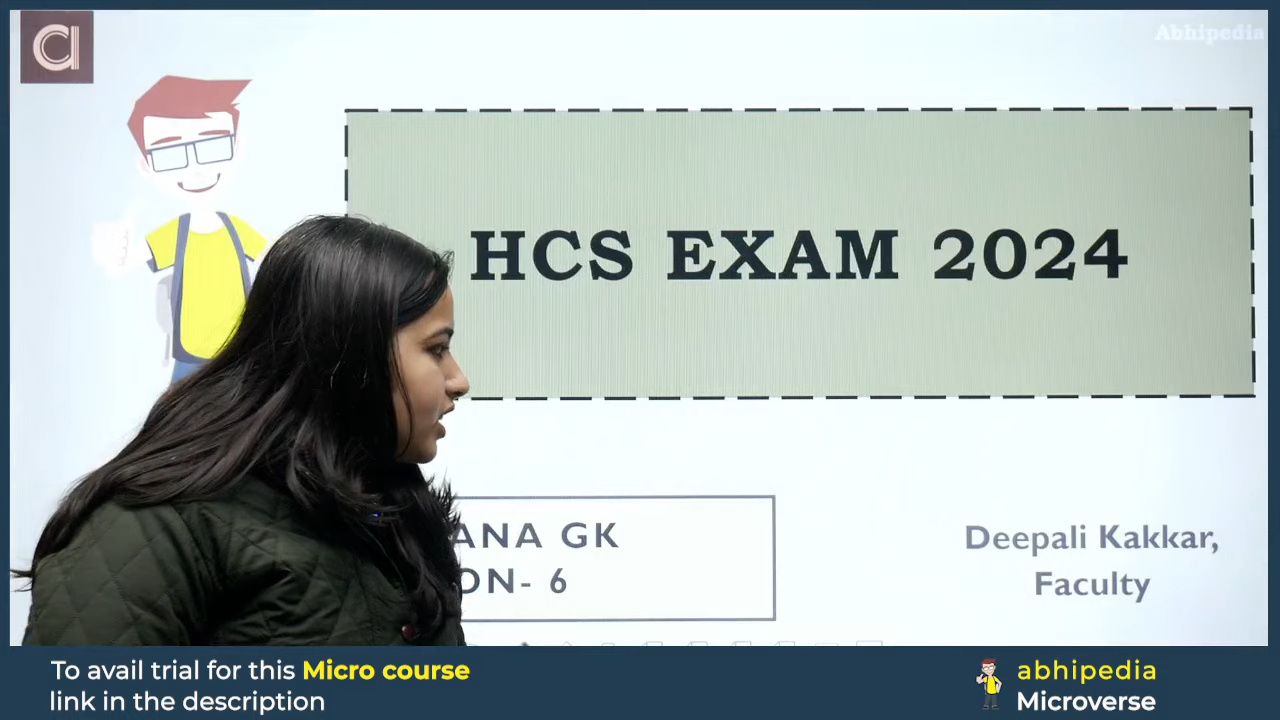 Abhipedia
HCS EXAM 2024
ANA GK
ON- 6
Deepali Kakkar,
Faculty
To avail trial for this Micro course
link in the description
abhipedia
Microverse